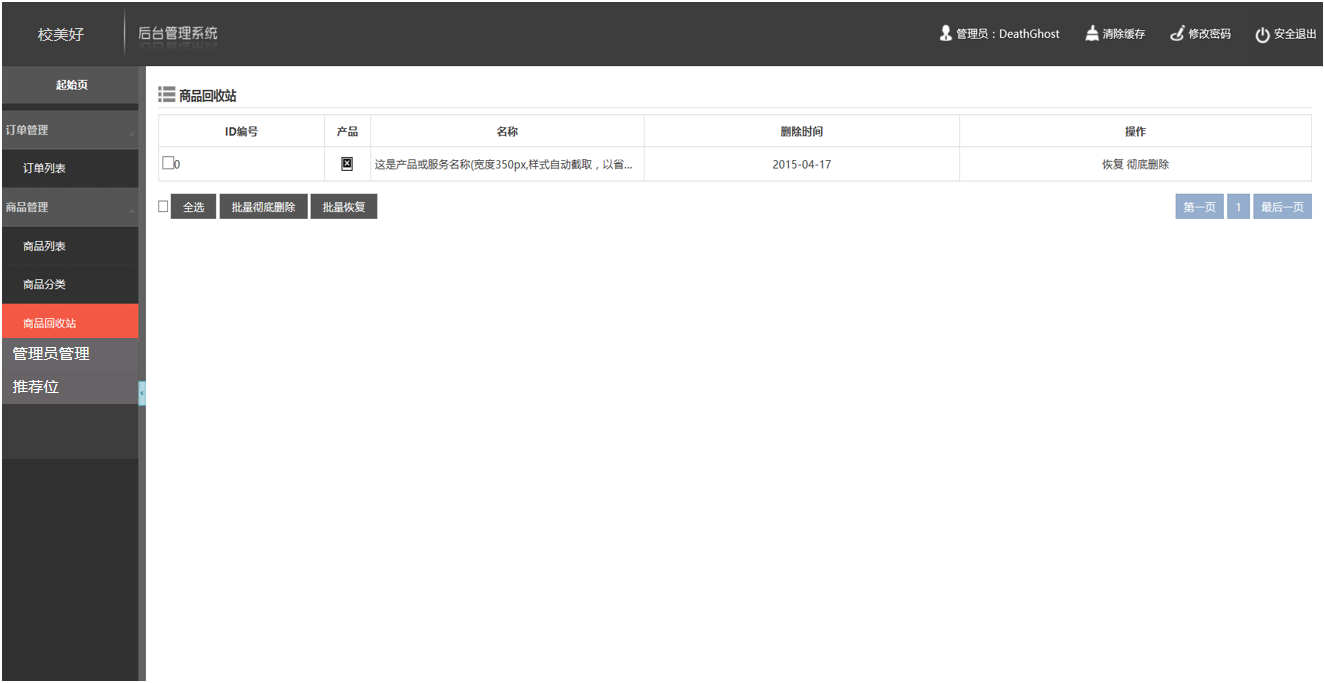 校美好 后台管理系统 管理员：DeathGhost 清除缓存 修改密码 安全退出
起始页
订单管理
订单列表
商品管理
商品列表
商品分类
商品回收站
管理员管理
推荐位
商品回收站
ID编号 产品 名称 删除时间 操作
0 这是产品或服务名称(宽度350px,样式自动截取，以省... 2015-04-17 恢复 彻底删除
全选 批量彻底删除 批量恢复 第一页 1 最后一页